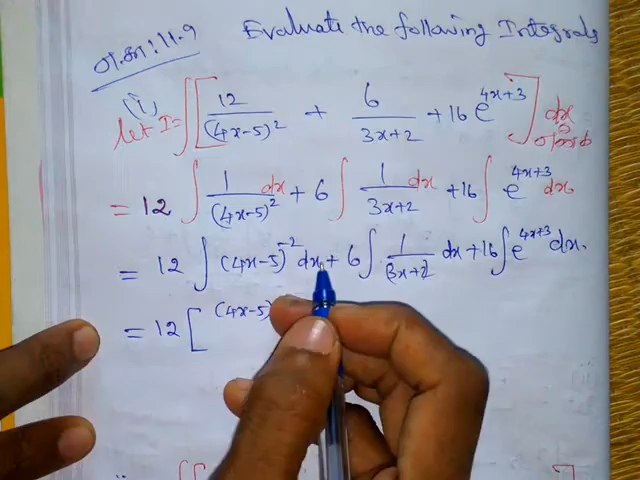 எ.கா: 11.9 Evaluate the following Integrals
(i) let I = ∫ [ 12/(4x-5)² + 6/(3x+2) + 16 e^(4x+3) ] dx
= 12 ∫ 1/(4x-5)² dx + 6 ∫ 1/(3x+2) dx + 16 ∫ e^(4x+3) dx
= 12 ∫ (4x-5)⁻² dx + 6 ∫ 1/(3x+2) dx + 16 ∫ e^(4x+3) dx.
= 12 [ (4x-5)